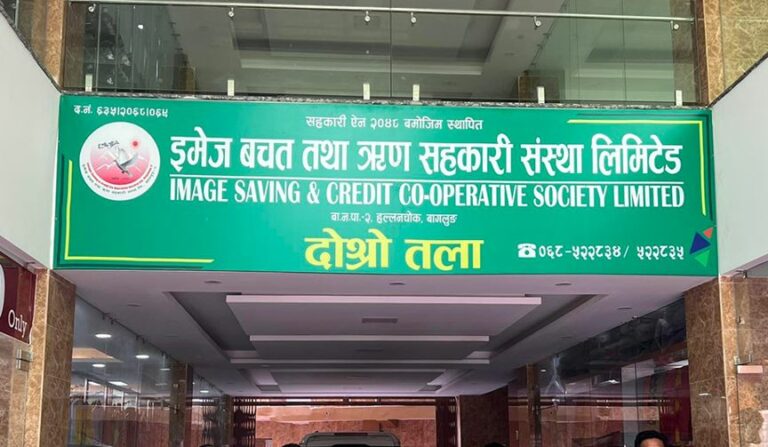 द.नं. ६३५।२०६८।०६५
सहकारी ऐन २०४८ बमोजिम स्थापित
इमेज बचत तथा ऋण सहकारी संस्था लिमिटेड
IMAGE SAVING & CREDIT CO-OPERATIVE SOCIETY LIMITED
बा.न.पा.-२, हुल्लनचोक, बागलुङ
दोश्रो तला
०६८-५२२८३४/ ५२२८३५
Only